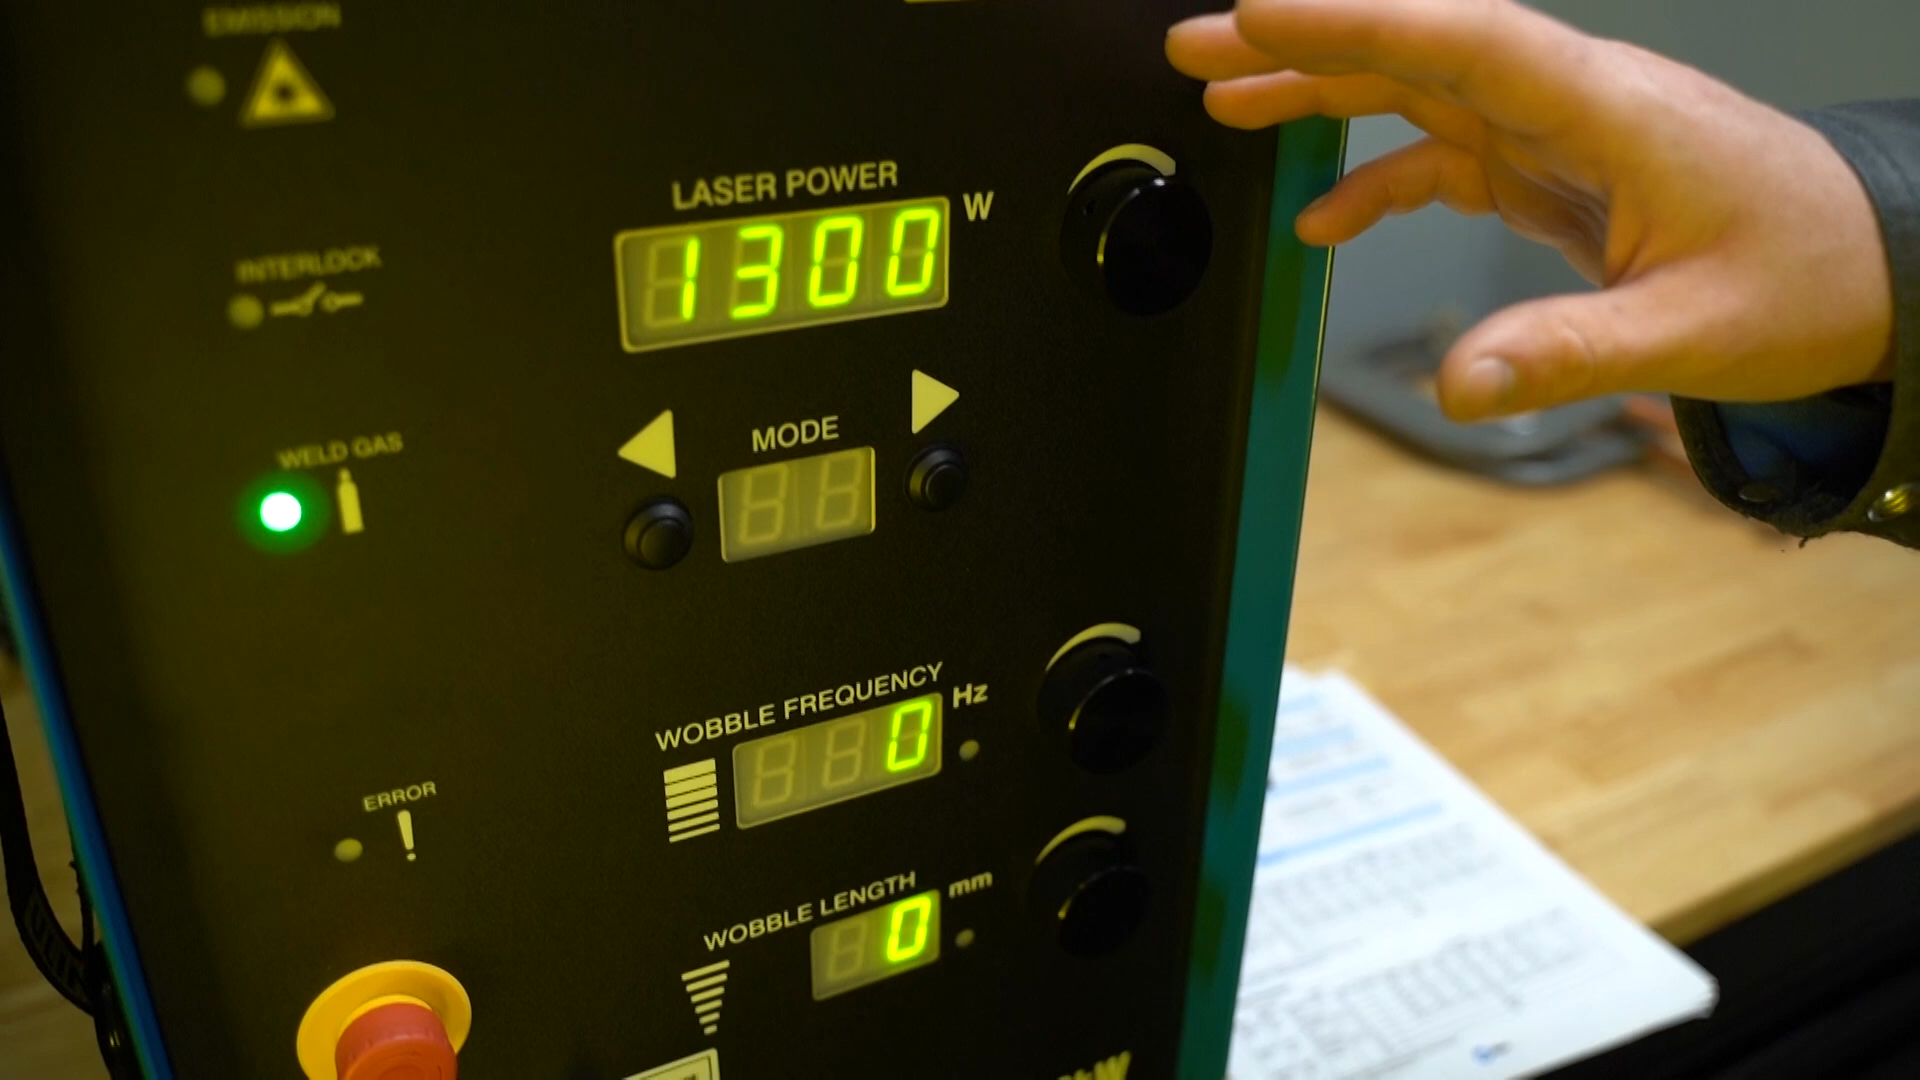 EMISSION
LASER POWER
W
1300
INTERLOCK
MODE
WELD GAS
WOBBLE FREQUENCY
Hz
0
ERROR
!
WOBBLE LENGTH
mm
0